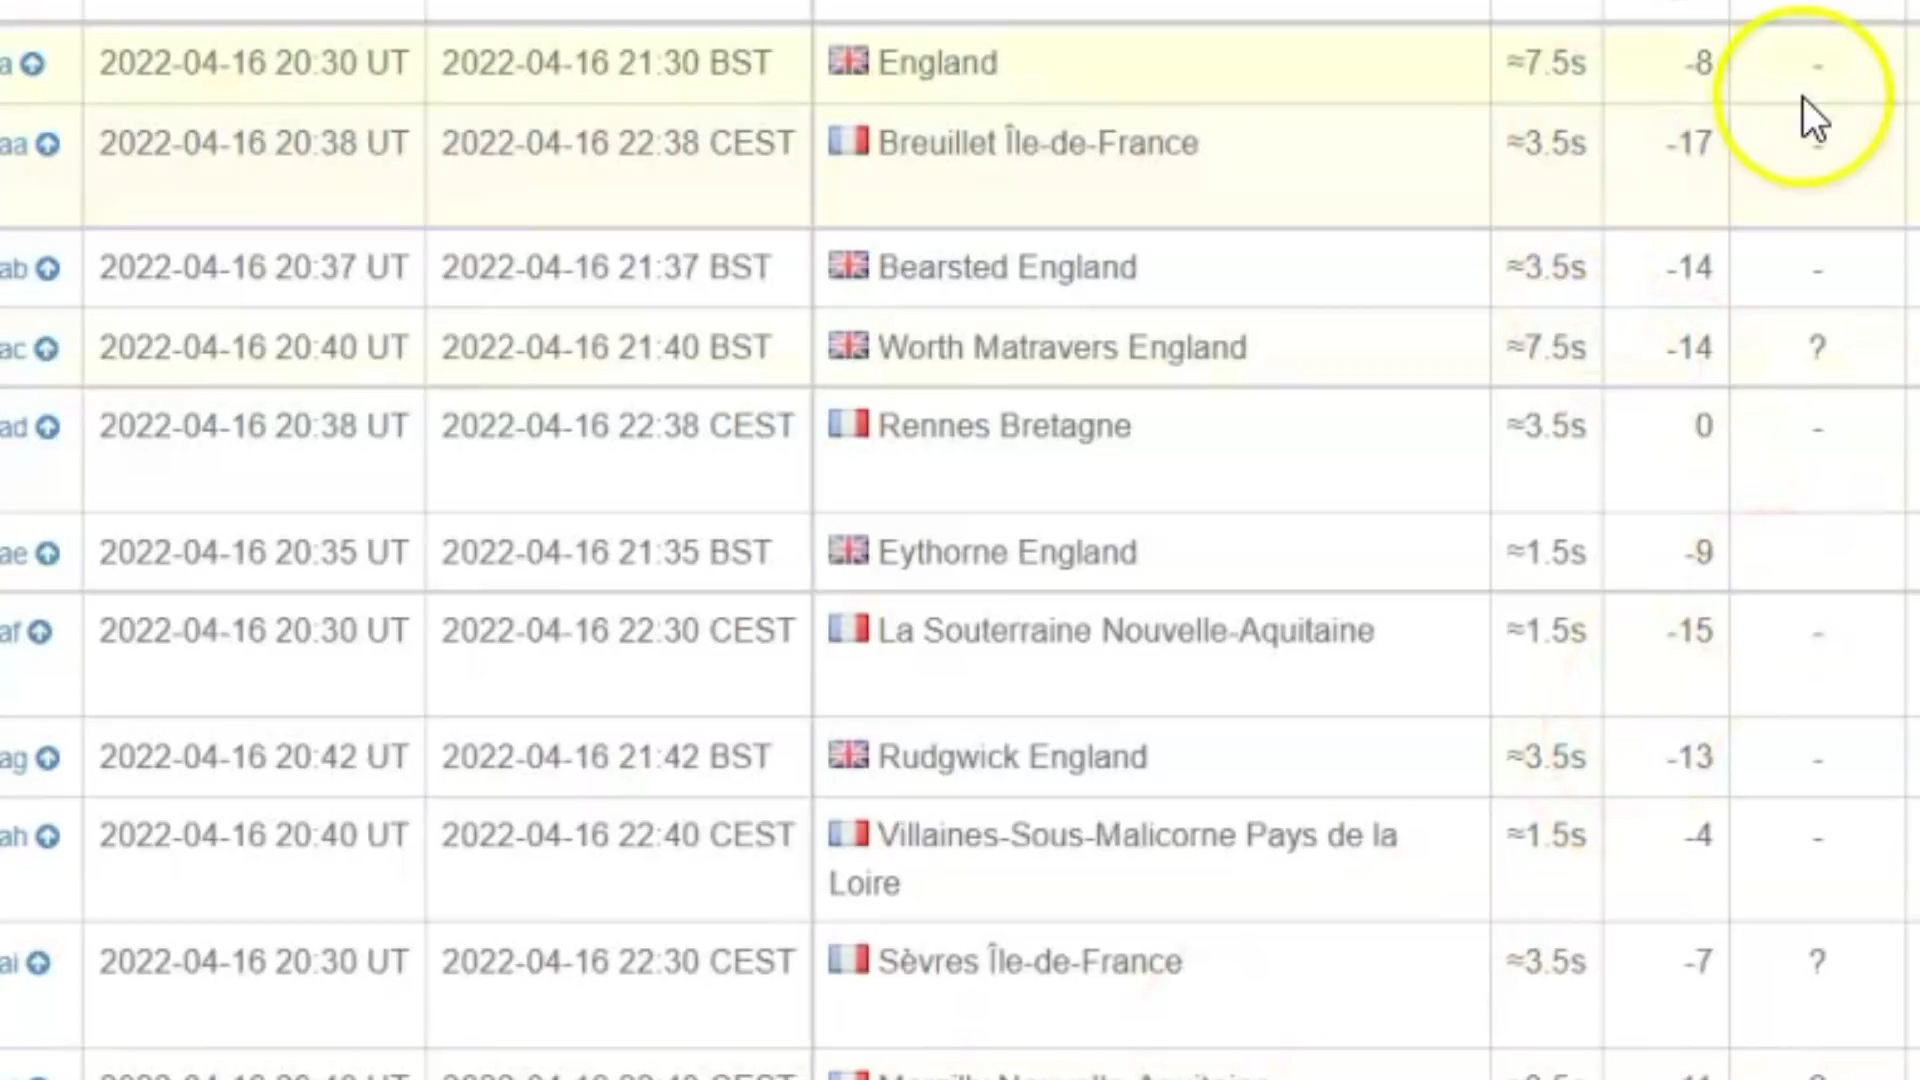 a 2022-04-16 20:30 UT 2022-04-16 21:30 BST England ≈7.5s -8 -
aa 2022-04-16 20:38 UT 2022-04-16 22:38 CEST Breuillet Île-de-France ≈3.5s -17 -
ab 2022-04-16 20:37 UT 2022-04-16 21:37 BST Bearsted England ≈3.5s -14 -
ac 2022-04-16 20:40 UT 2022-04-16 21:40 BST Worth Matravers England ≈7.5s -14 ?
ad 2022-04-16 20:38 UT 2022-04-16 22:38 CEST Rennes Bretagne ≈3.5s 0 -
ae 2022-04-16 20:35 UT 2022-04-16 21:35 BST Eythorne England ≈1.5s -9
af 2022-04-16 20:30 UT 2022-04-16 22:30 CEST La Souterraine Nouvelle-Aquitaine ≈1.5s -15 -
ag 2022-04-16 20:42 UT 2022-04-16 21:42 BST Rudgwick England ≈3.5s -13 -
ah 2022-04-16 20:40 UT 2022-04-16 22:40 CEST Villaines-Sous-Malicorne Pays de la ≈1.5s -4 -
Loire
ai 2022-04-16 20:30 UT 2022-04-16 22:30 CEST Sèvres Île-de-France ≈3.5s -7 ?